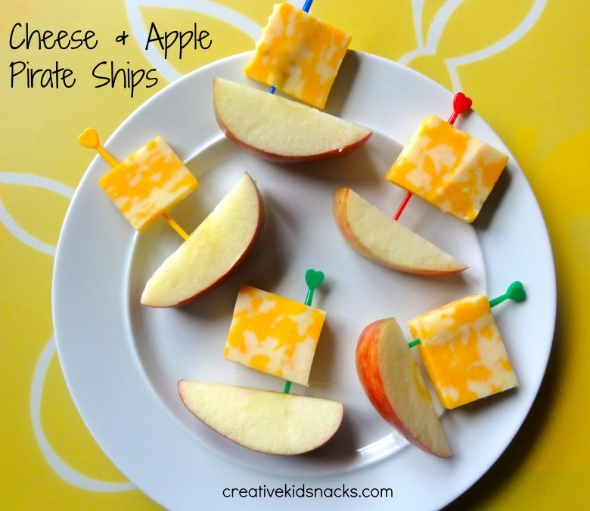 Cheese & Apple
Pirate Ships
creativekidsnacks.com